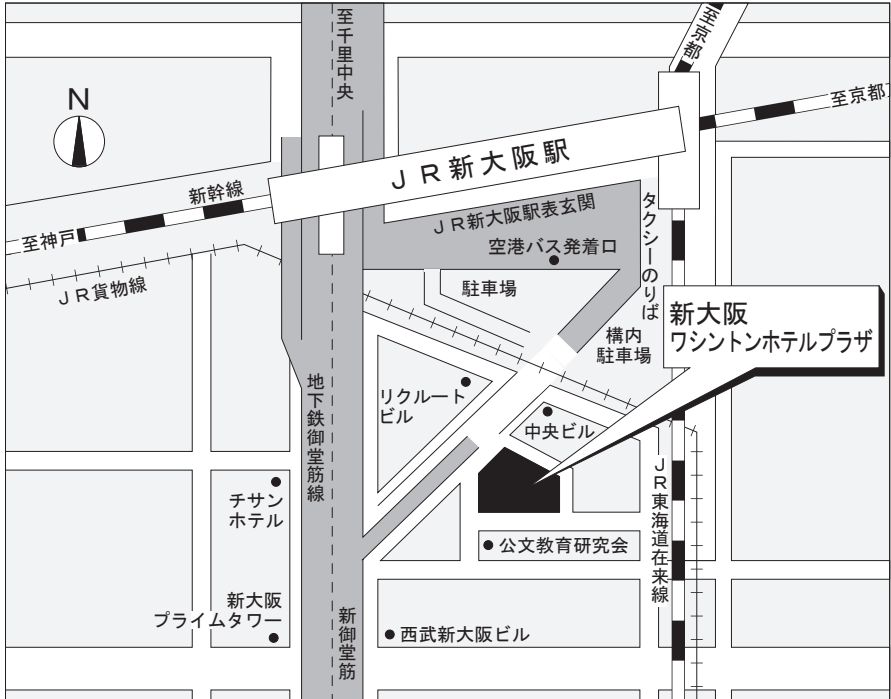 至千里中央
至京都
N
至京都
JR新大阪駅
新幹線
至神戸
JR新大阪駅表玄関
空港バス発着口
タクシーのりば
JR貨物線
駐車場
構内
駐車場
新大阪
ワシントンホテルプラザ
地下鉄御堂筋線
リクルート
ビル
中央ビル
チサン
ホテル
JR東海道在来線
公文教育研究会
新大阪
プライムタワー
新御堂筋
西武新大阪ビル